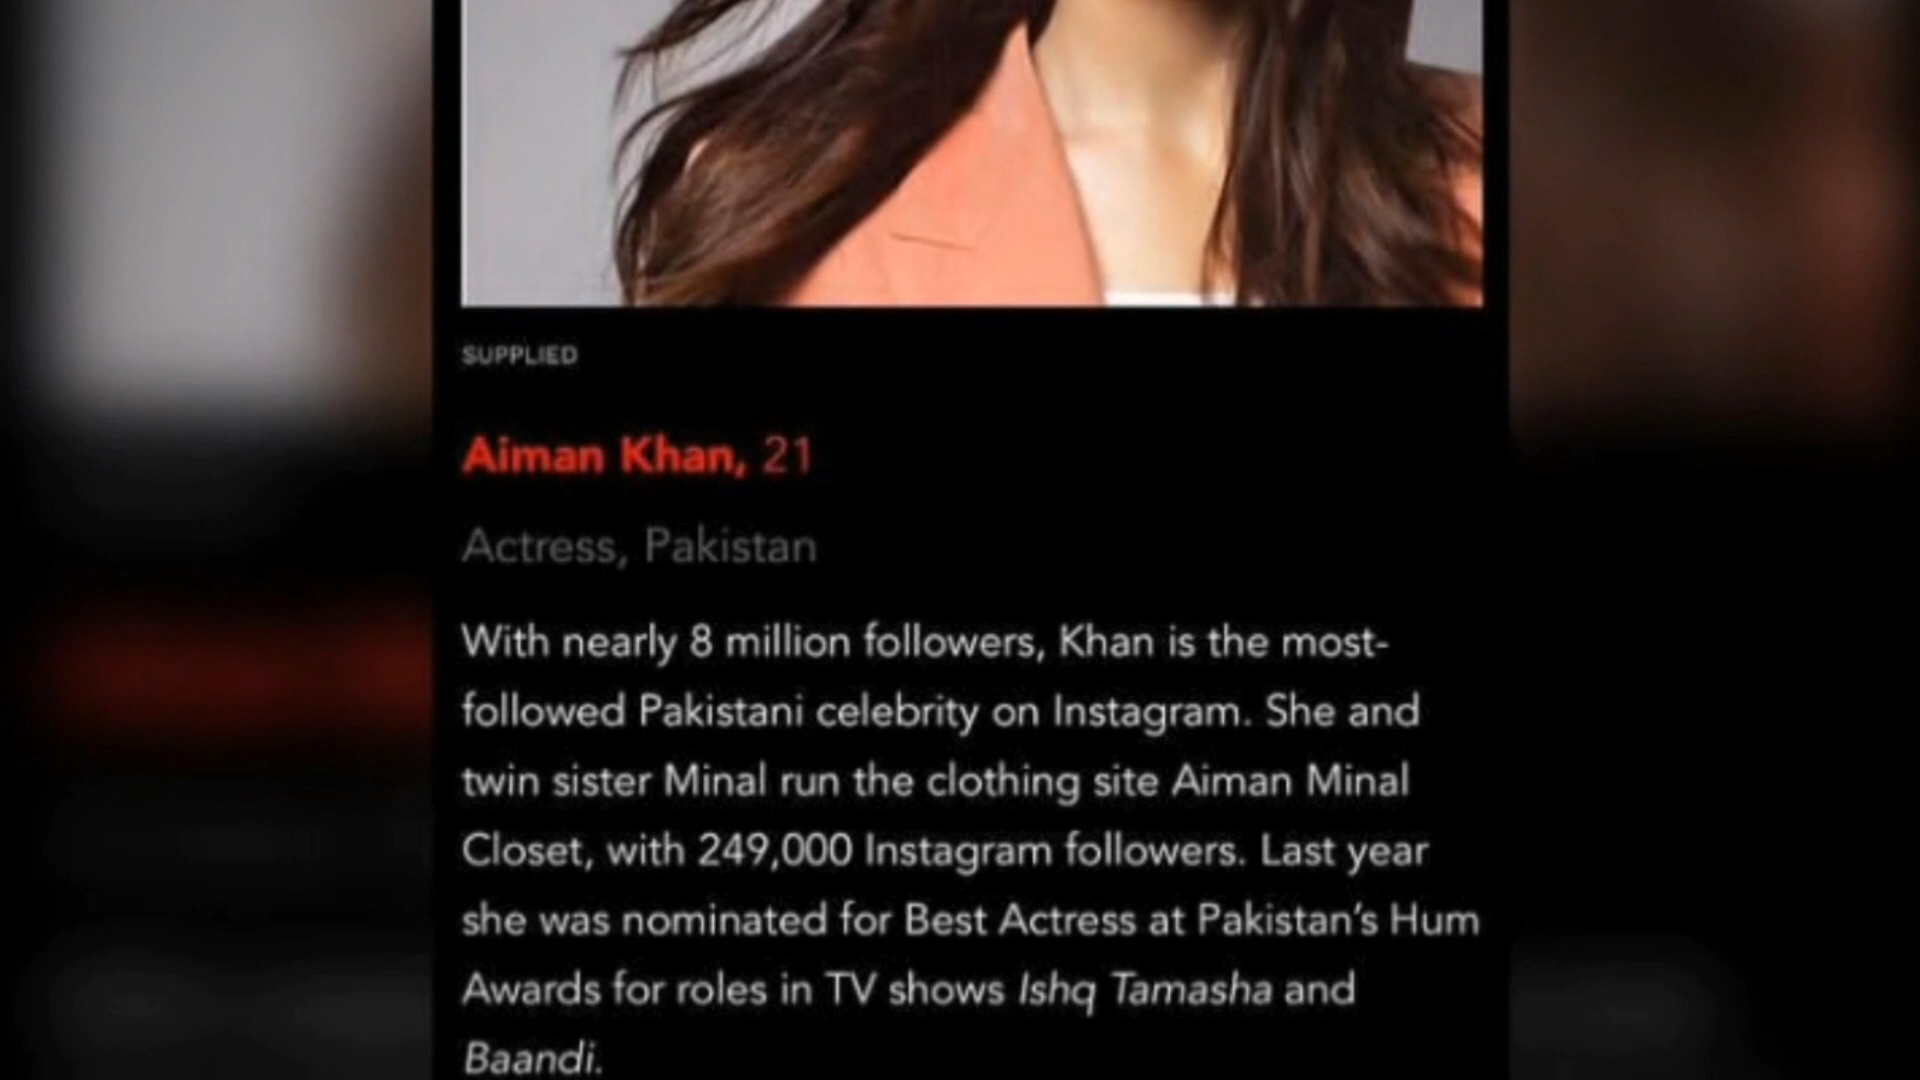 SUPPLIED
Aiman Khan, 21
Actress, Pakistan
With nearly 8 million followers, Khan is the most-
followed Pakistani celebrity on Instagram. She and
twin sister Minal run the clothing site Aiman Minal
Closet, with 249,000 Instagram followers. Last year
she was nominated for Best Actress at Pakistan’s Hum
Awards for roles in TV shows Ishq Tamasha and
Baandi.